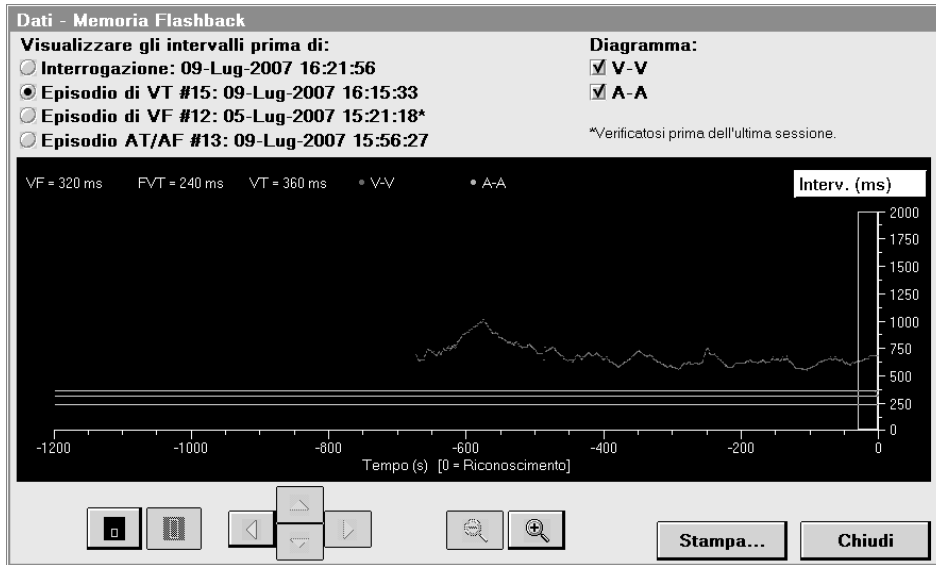 Dati - Memoria Flashback
Visualizzare gli intervalli prima di:
Interrogazione: 09-Lug-2007 16:21:56
Episodio di VT #15: 09-Lug-2007 16:15:33
Episodio di VF #12: 05-Lug-2007 15:21:18*
Episodio AT/AF #13: 09-Lug-2007 15:56:27
Diagramma:
V-V
A-A
*Verificatosi prima dell'ultima sessione.
VF = 320 ms FVT = 240 ms VT = 360 ms V-V A-A
Interv. (ms)
2000
1750
1500
1250
1000
750
500
250
0
-1200 -1000 -800 -600 -400 -200 0
Tempo (s) [0 = Riconoscimento]
Stampa... Chiudi